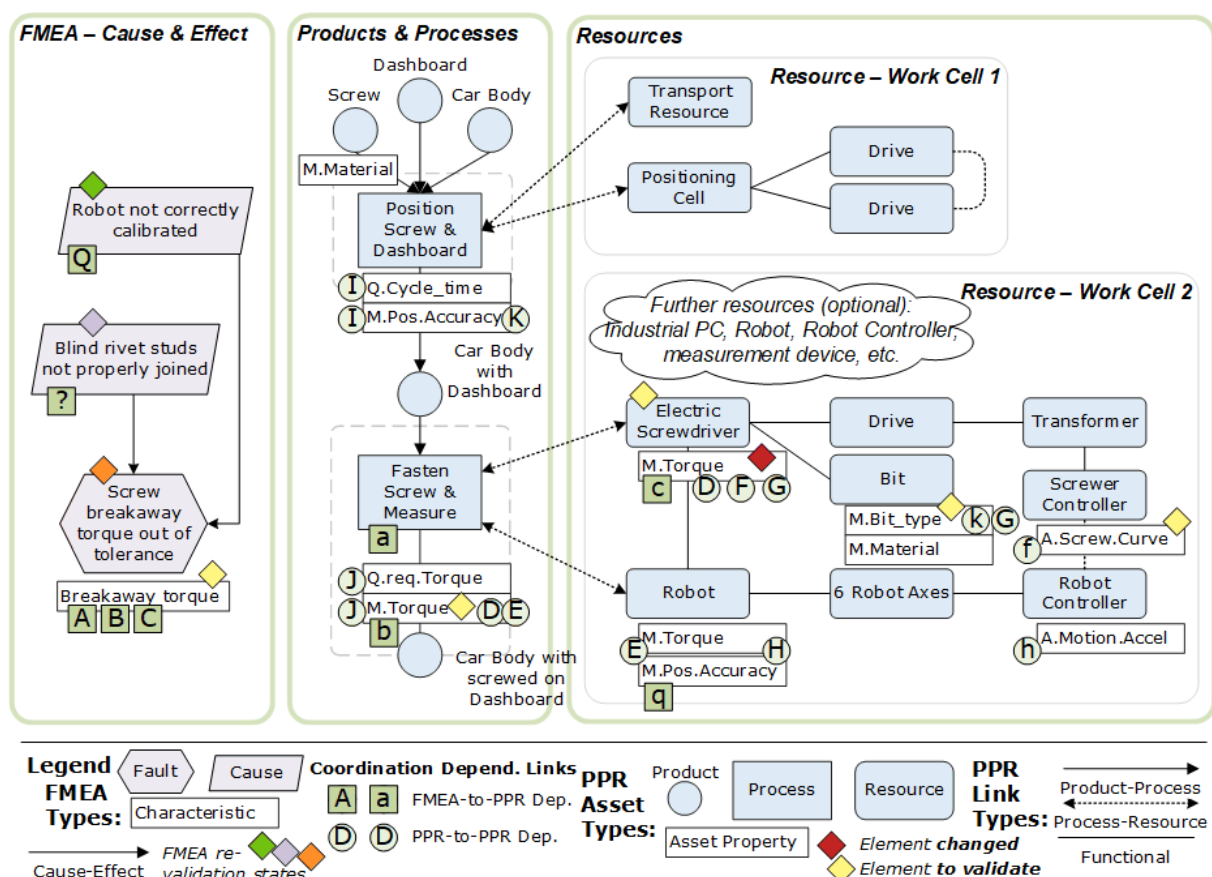 FMEA – Cause & Effect
Robot not correctly
calibrated
Q
Blind rivet studs
not properly joined
?
Screw
breakaway
torque out of
tolerance
Breakaway torque
A B C
Products & Processes
Dashboard
Screw
Car Body
M.Material
Position
Screw &
Dashboard
I Q.Cycle_time
I M.Pos.Accuracy K
Car Body
with
Dashboard
Fasten
Screw &
Measure
a
J Q.req.Torque
J M.Torque D E
b
Car Body with
screwed on
Dashboard
Resources
Resource – Work Cell 1
Transport
Resource
Positioning
Cell
Drive
Drive
Resource – Work Cell 2
Further resources (optional):
Industrial PC, Robot, Robot Controller,
measurement device, etc.
Electric
Screwdriver
M.Torque
c D F G
Drive
Transformer
Bit
M.Bit_type k G
M.Material
Screwer
Controller
f A.Screw.Curve
Robot
6 Robot Axes
Robot
Controller
M.Torque
E H
M.Pos.Accuracy
q
h A.Motion.Accel
Legend
FMEA
Types:
Fault
Cause
Characteristic
Cause-Effect
FMEA re-
validation states
Coordination Depend. Links
A a FMEA-to-PPR Dep.
D D PPR-to-PPR Dep.
PPR
Asset
Types:
Product
Process
Resource
Asset Property
Element changed
Element to validate
PPR
Link
Types:
Product-Process
Process-Resource
Functional